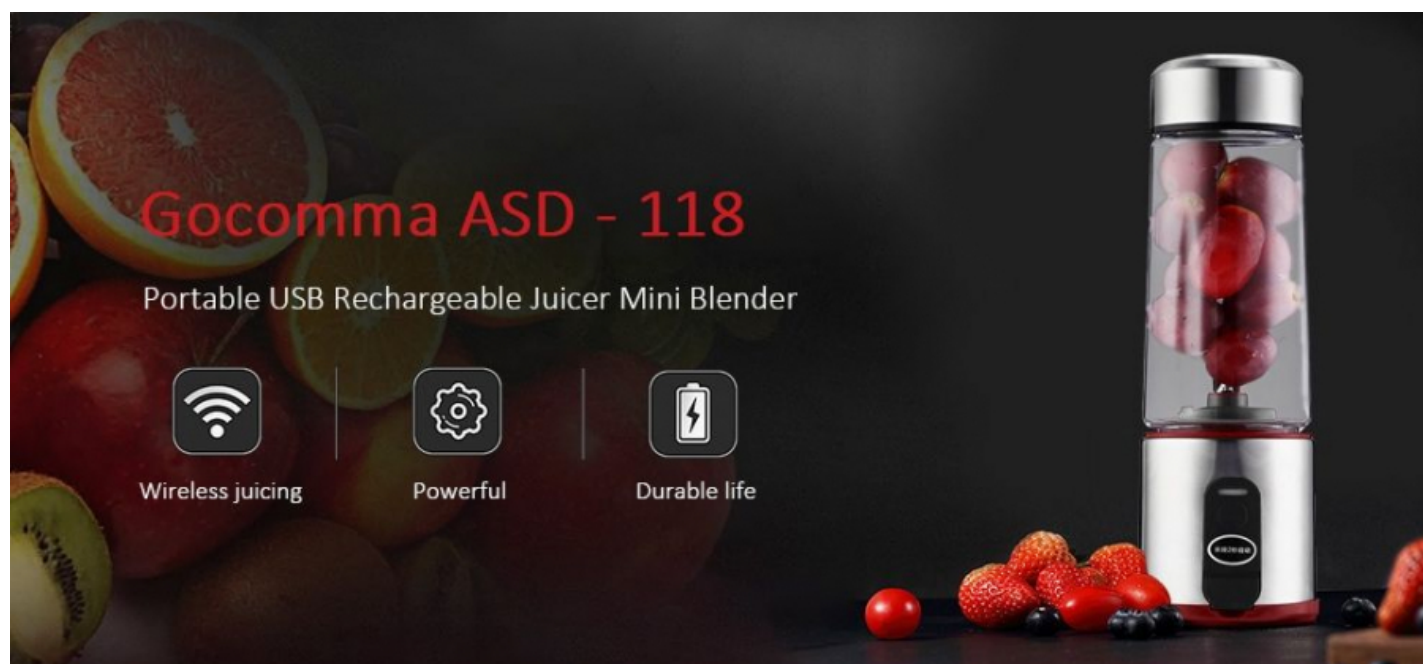 Gocomma ASD - 118
Portable USB Rechargeable Juicer Mini Blender
Wireless juicing
Powerful
Durable life